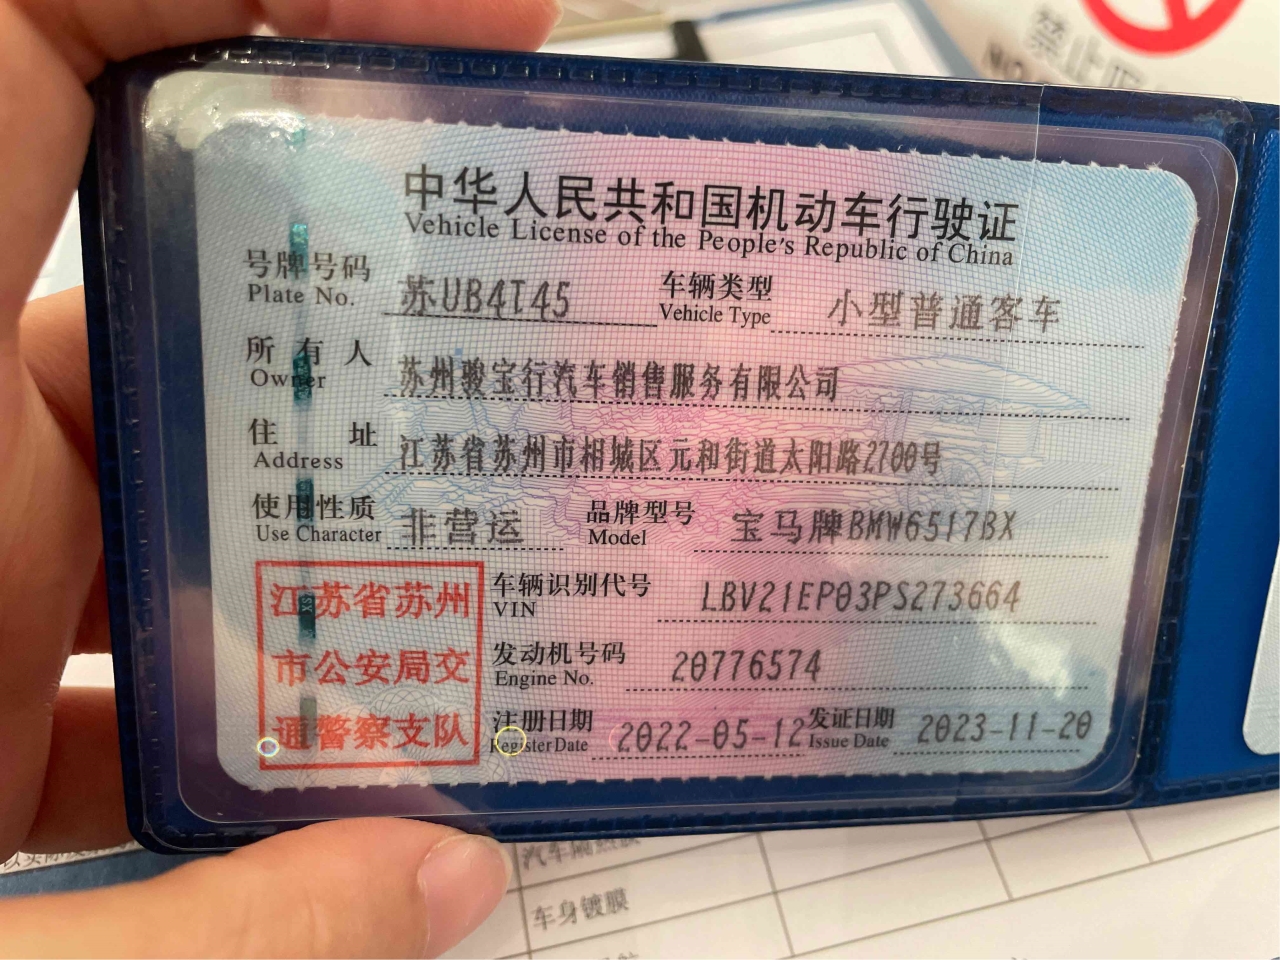 禁止
中华人民共和国机动车行驶证
Vehicle License of the People's Republic of China
号牌号码 苏UB4T45 车辆类型 小型普通客车
Plate No. Vehicle Type
所有人 苏州骏宝行汽车销售服务有限公司
Owner
住址 江苏省苏州市相城区元和街道太阳路2700号
Address
使用性质 非营运 品牌型号 宝马牌BMW6517BX
Use Character Model
江苏省苏州
市公安局交
通警察支队
车辆识别代号 LBV21EP03PS273664
VIN
发动机号码 20776574
Engine No.
注册日期 2022-05-12 发证日期 2023-11-20
Register Date Issue Date
车身镀膜